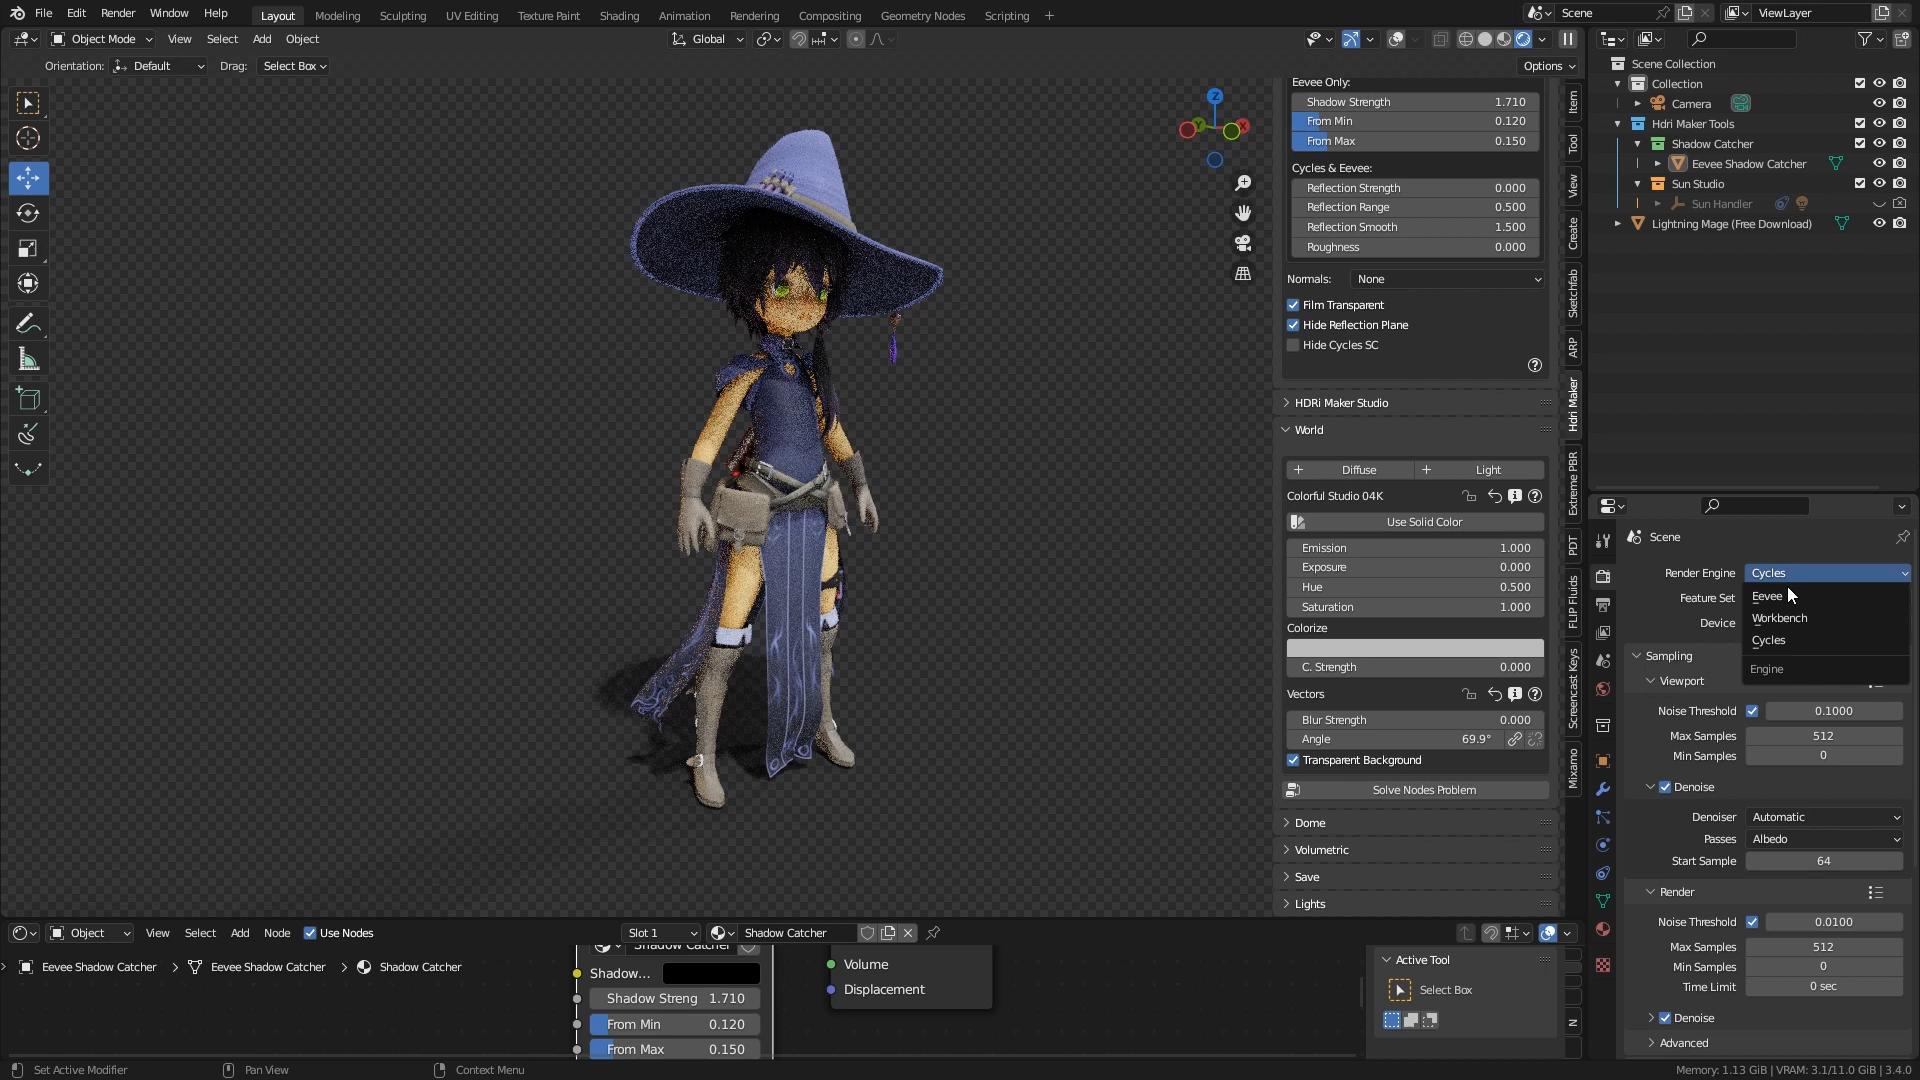 File Edit Render Window Help
Layout Modeling Sculpting UV Editing Texture Paint Shading Animation Rendering Compositing Geometry Nodes Scripting +
Scene
ViewLayer
Object Mode View Select Add Object
Global
Orientation: Default Drag: Select Box
Options
Z
Y
X
Eevee Only:
Shadow Strength 1.710
From Min 0.120
From Max 0.150
Cycles & Eevee:
Reflection Strength 0.000
Reflection Range 0.500
Reflection Smooth 1.500
Roughness 0.000
Normals: None
Film Transparent
Hide Reflection Plane
Hide Cycles SC
HDRi Maker Studio
World
+ Diffuse + Light
Colorful Studio 04K
Use Solid Color
Emission 1.000
Exposure 0.000
Hue 0.500
Saturation 1.000
Colorize
C. Strength 0.000
Vectors
Blur Strength 0.000
Angle 69.9°
Transparent Background
Solve Nodes Problem
Dome
Volumetric
Save
Lights
Item
Tool
View
Create
Sketchfab
ARP
Hdri Maker
Extreme PBR
PDT
FLIP Fluids
Screencast Keys
Mixamo
Scene Collection
Collection
Camera
Hdri Maker Tools
Shadow Catcher
Eevee Shadow Catcher
Sun Studio
Sun Handler
Lightning Mage (Free Download)
Scene
Render Engine Cycles
Feature Set
Device
Eevee
Workbench
Cycles
Engine
Sampling
Viewport
Noise Threshold 0.1000
Max Samples 512
Min Samples 0
Denoise
Denoiser Automatic
Passes Albedo
Start Sample 64
Render
Noise Threshold 0.0100
Max Samples 512
Min Samples 0
Time Limit 0 sec
Denoise
Advanced
Object View Select Add Node Use Nodes
Slot 1
Shadow Catcher
Eevee Shadow Catcher > Eevee Shadow Catcher > Shadow Catcher
Shadow Catcher
Shadow...
Shadow Streng 1.710
From Min 0.120
From Max 0.150
Volume
Displacement
Active Tool
Select Box
N
Set Active Modifier
Pan View
Context Menu
Memory: 1.13 GiB | VRAM: 3.1/11.0 GiB | 3.4.0